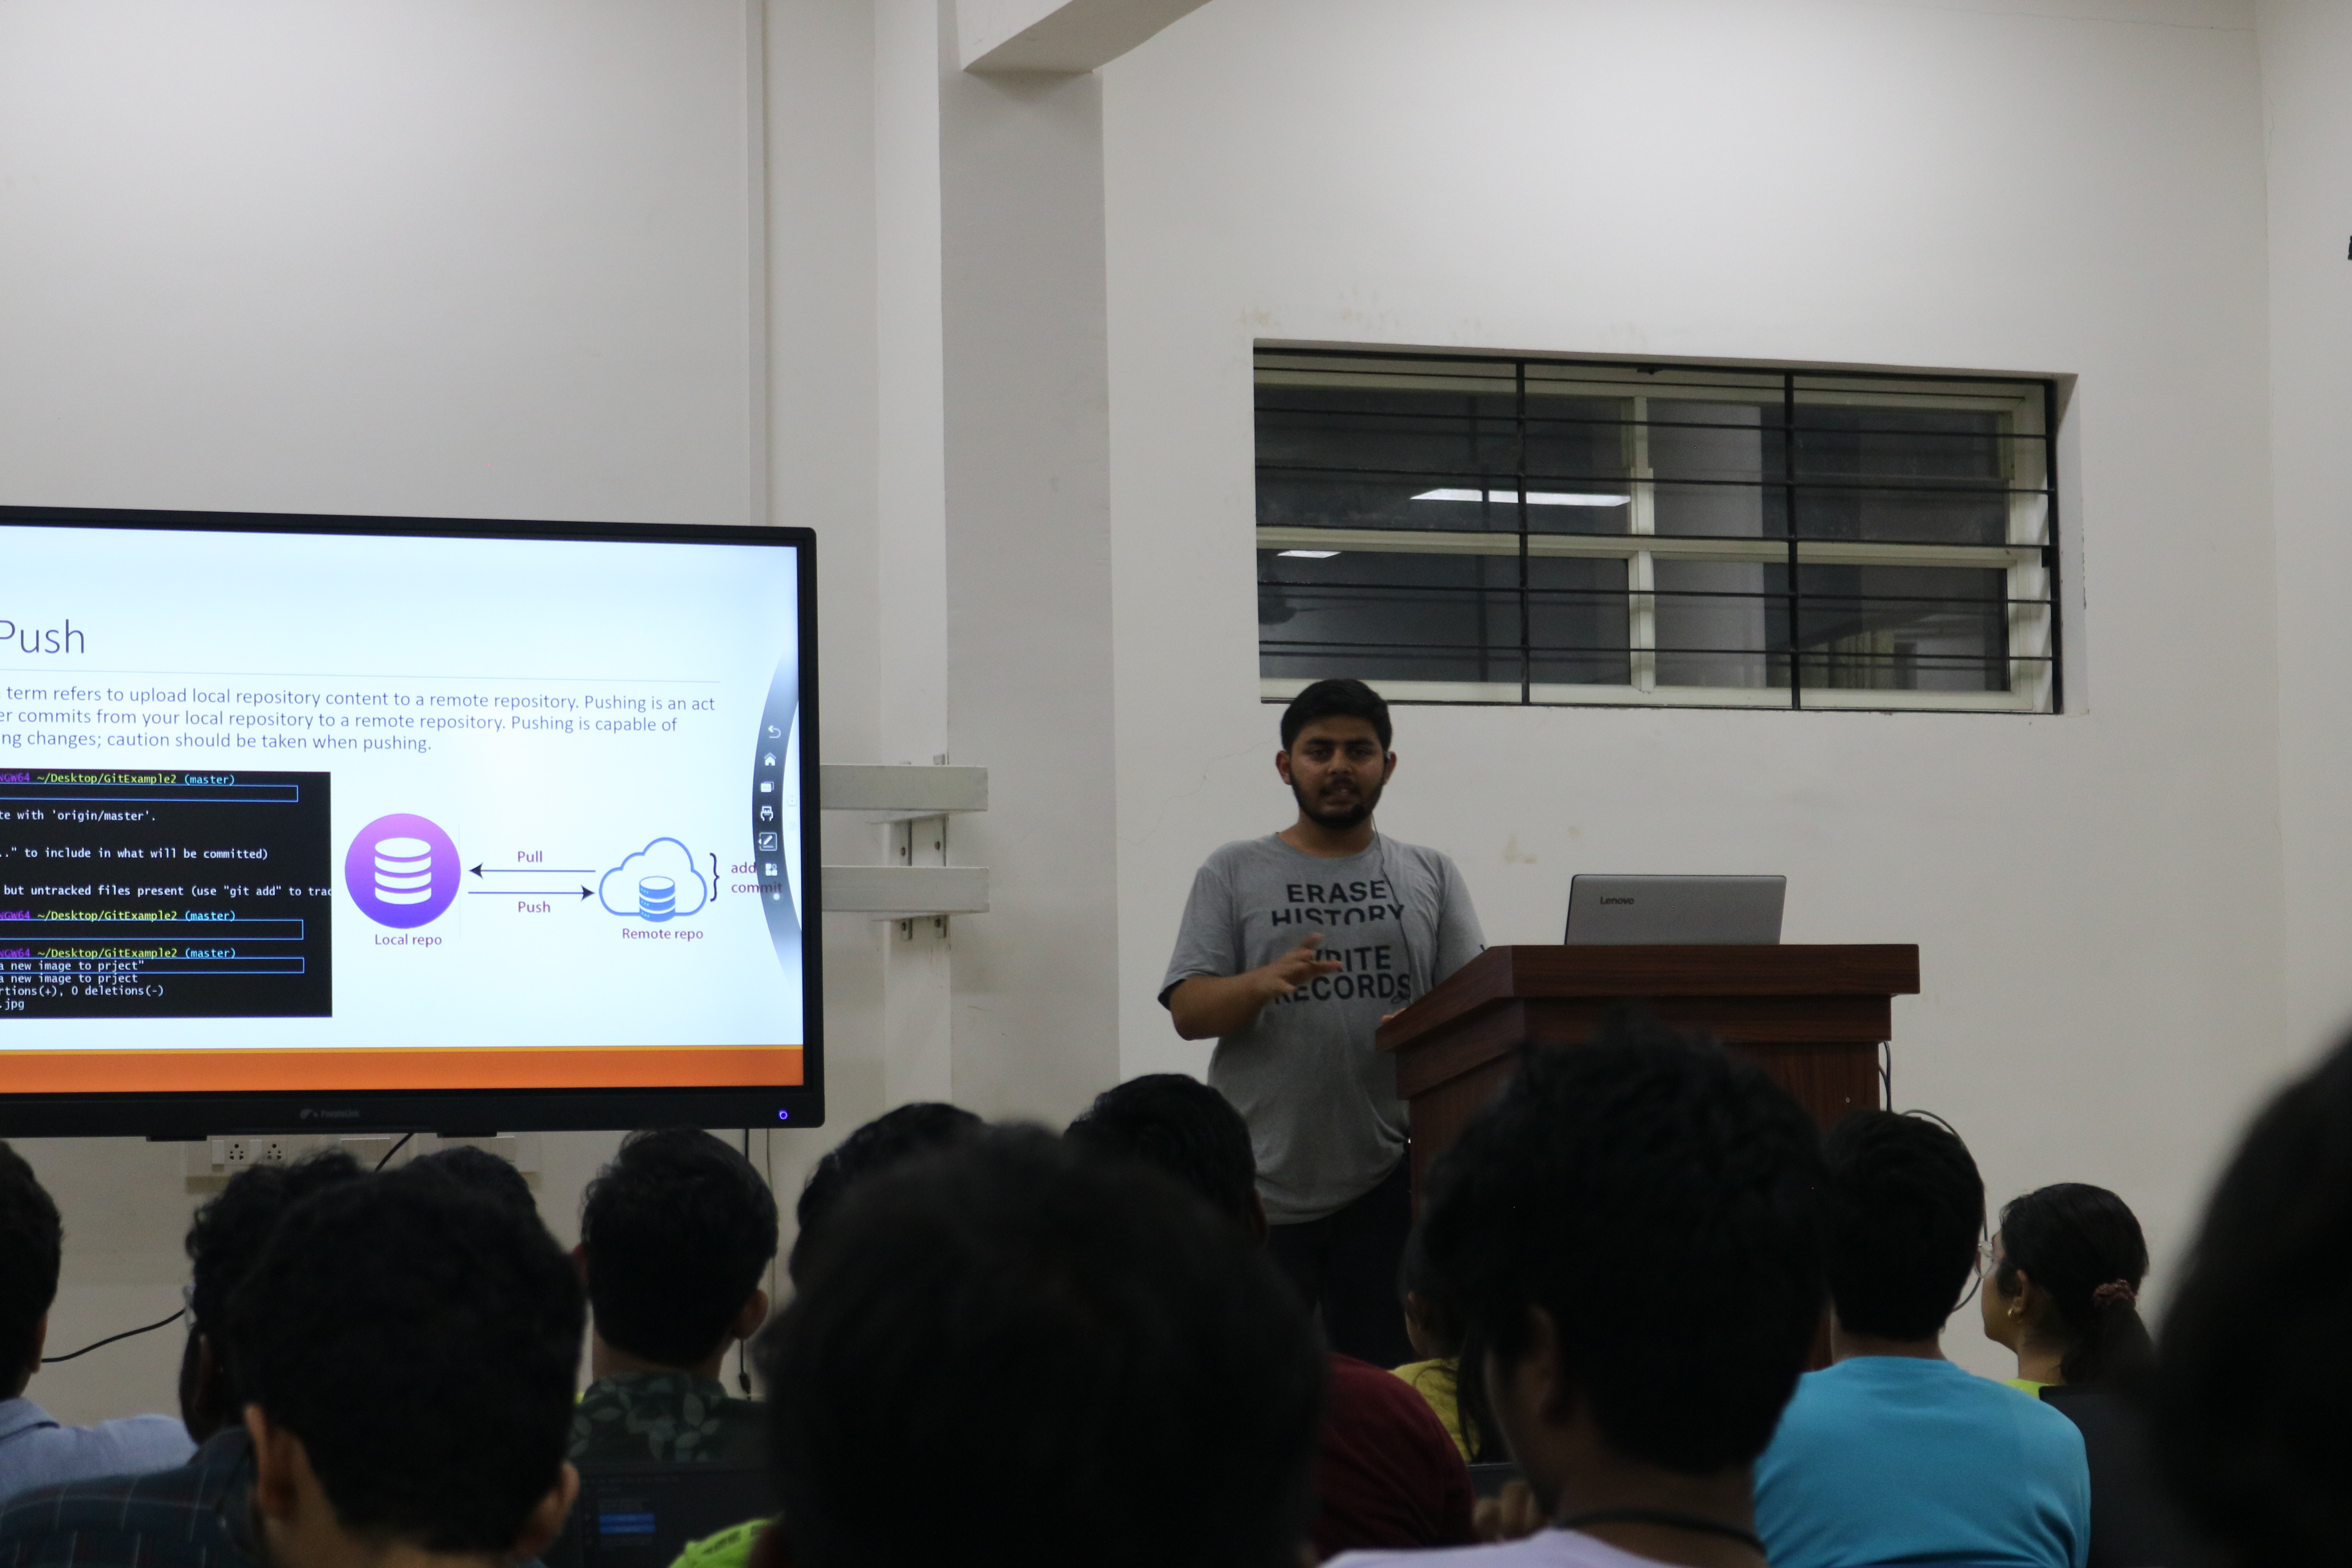 Push
term refers to upload local repository content to a remote repository. Pushing is an act
er commits from your local repository to a remote repository. Pushing is capable of
ng changes; caution should be taken when pushing.
NGW64 ~/Desktop/GitExample2 (master)
te with 'origin/master'.
.." to include in what will be committed)
but untracked files present (use "git add" to trac
NGW64 ~/Desktop/GitExample2 (master)
NGW64 ~/Desktop/GitExample2 (master)
a new image to prject"
a new image to prject
rtions(+), 0 deletions(-)
.jpg
Pull
Push
Local repo
Remote repo
add
commit
ERASE
HISTORY
WRITE
RECORDS
Lenovo